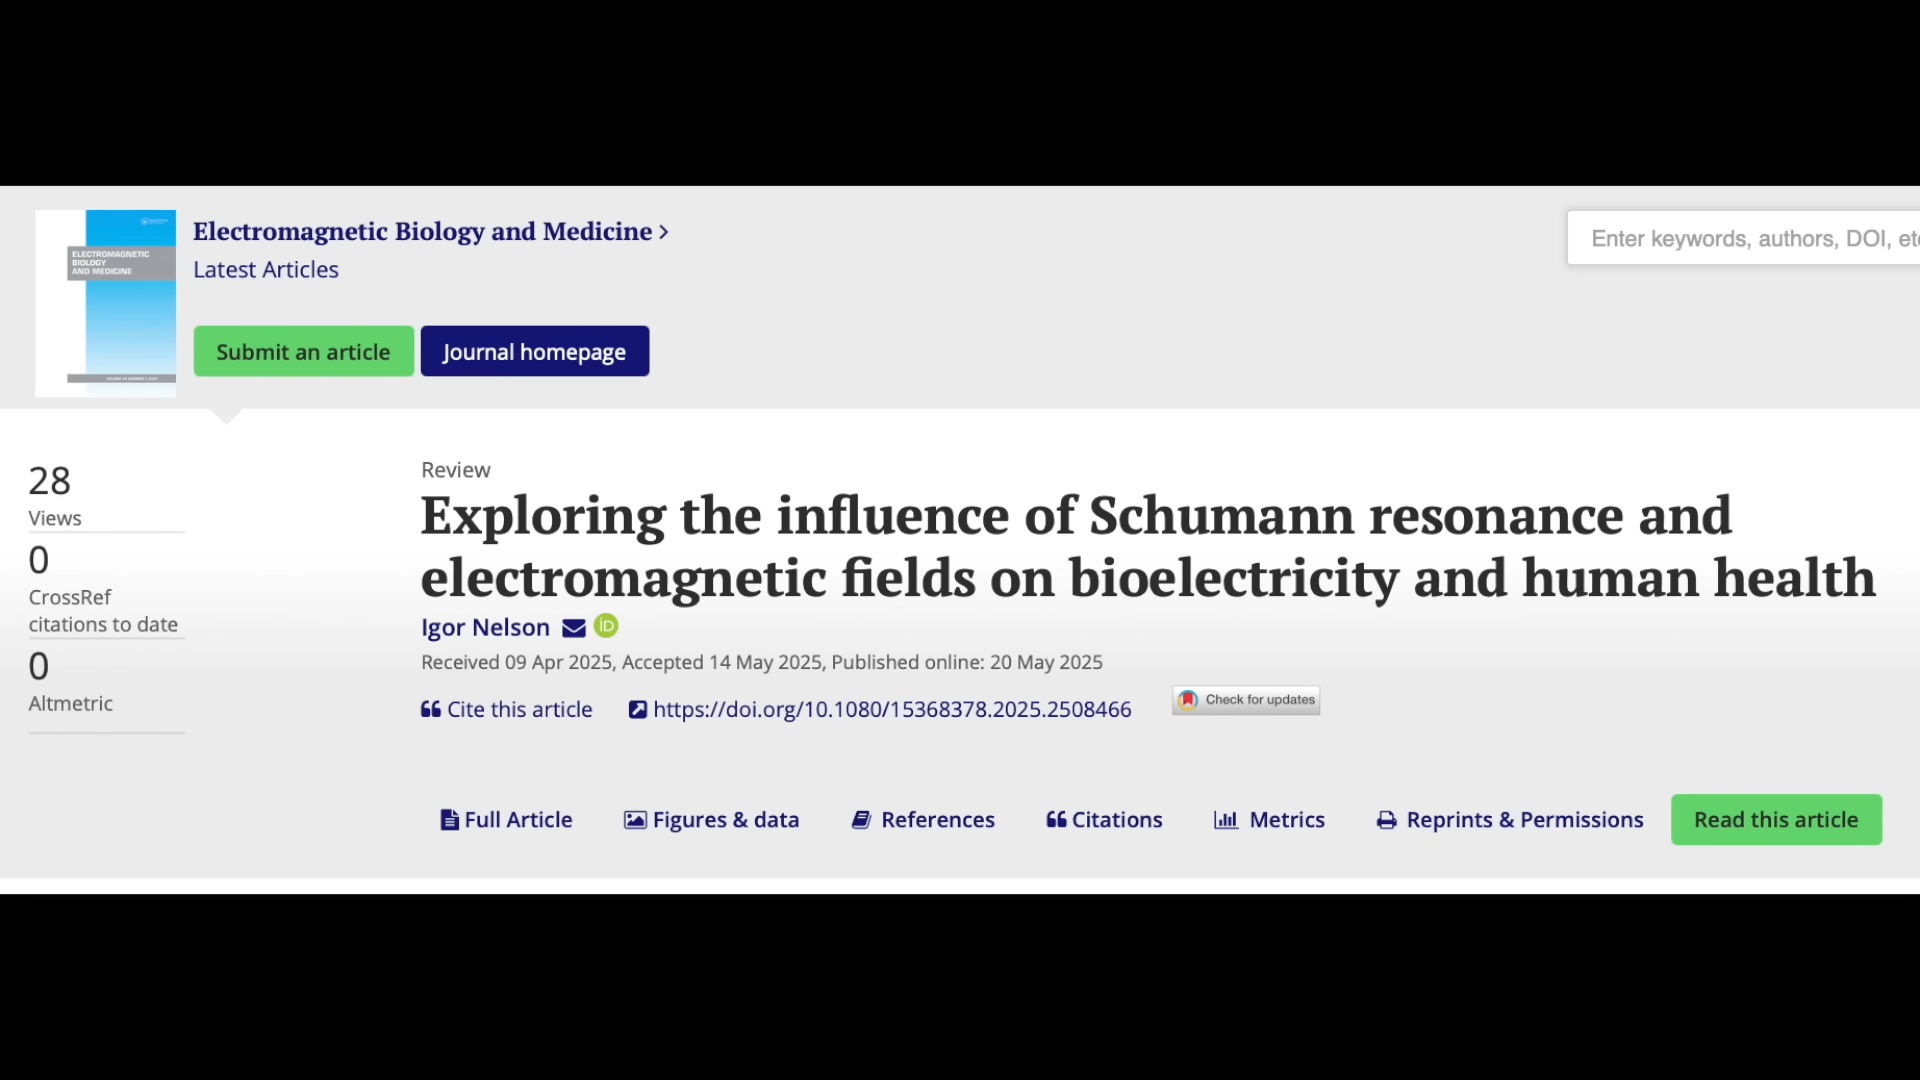 Electromagnetic Biology and Medicine >
Latest Articles
Enter keywords, authors, DOI, etc
ELECTROMAGNETIC
BIOLOGY
AND MEDICINE
Submit an article
Journal homepage
28
Views
0
CrossRef
citations to date
0
Altmetric
Review
Exploring the influence of Schumann resonance and
electromagnetic fields on bioelectricity and human health
Igor Nelson iD
Received 09 Apr 2025, Accepted 14 May 2025, Published online: 20 May 2025
Cite this article
https://doi.org/10.1080/15368378.2025.2508466
Check for updates
Full Article
Figures & data
References
Citations
Metrics
Reprints & Permissions
Read this article